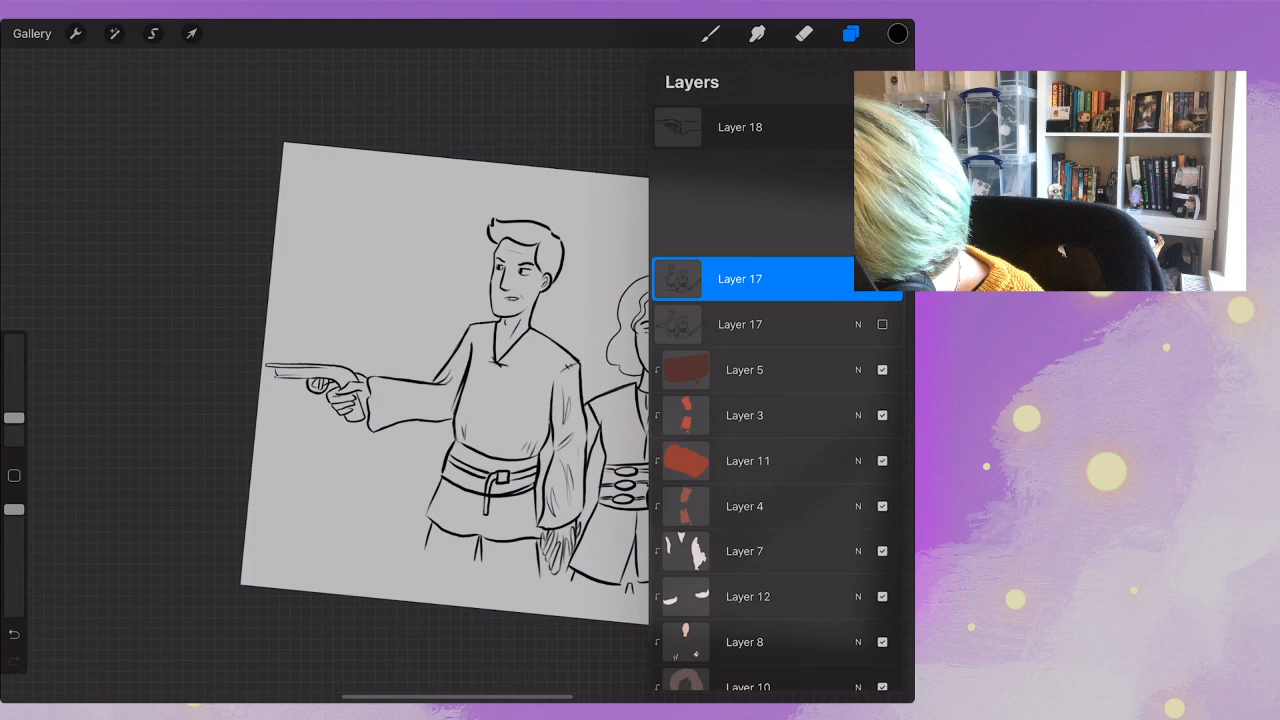 Gallery
Layers
Layer 18
Layer 17
Layer 17 N
Layer 5 N
Layer 3 N
Layer 11 N
Layer 4 N
Layer 7 N
Layer 12 N
Layer 8 N
Layer 10 N